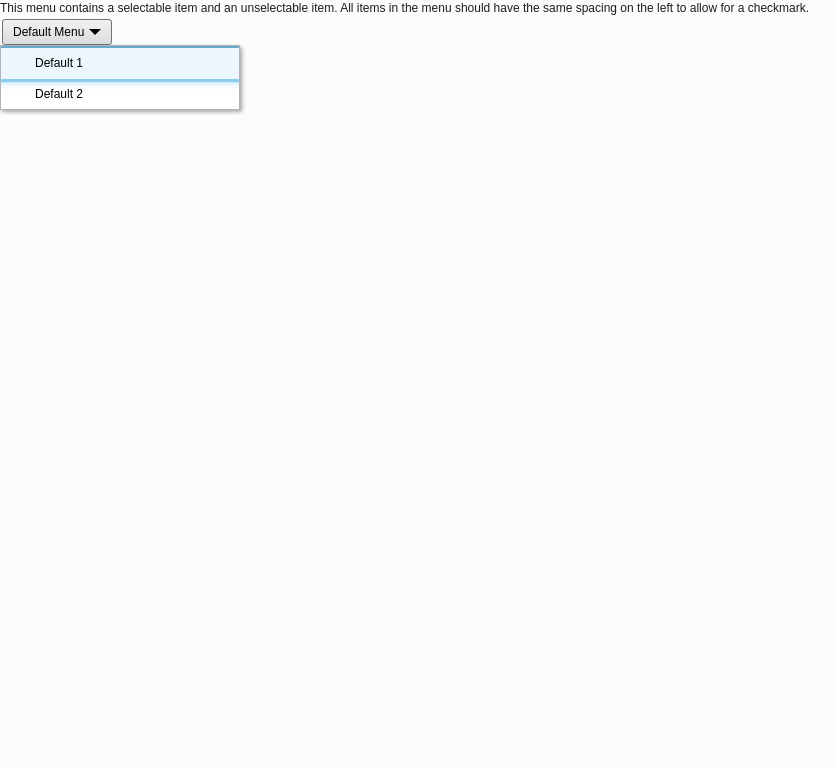 This menu contains a selectable item and an unselectable item. All items in the menu should have the same spacing on the left to allow for a checkmark.
Default Menu
Default 1
Default 2